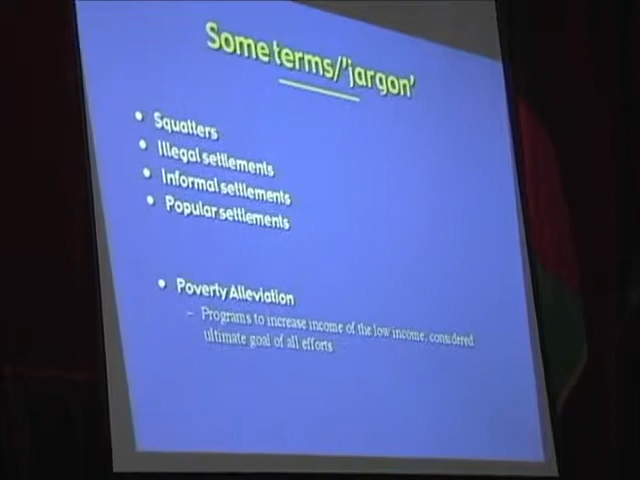 Some terms/'jargon'
• Squatters
• Illegal settlements
• Informal settlements
• Popular settlements
• Poverty Alleviation
– Programs to increase income of the low income, considered
ultimate goal of all efforts